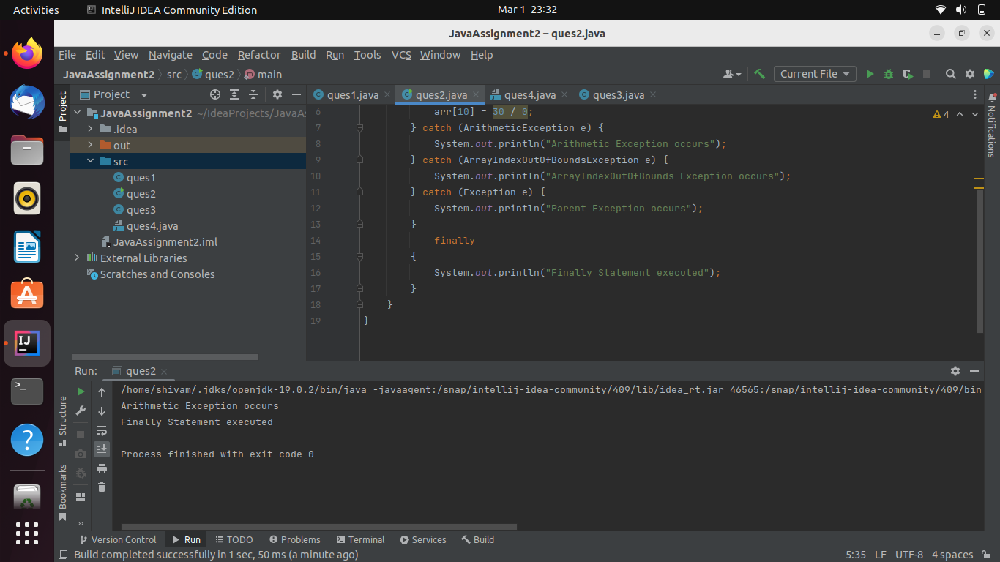 Activities
IntelliJ IDEA Community Edition
Mar 1 23:32
JavaAssignment2 – ques2.java
File Edit View Navigate Code Refactor Build Run Tools VCS Window Help
JavaAssignment2 src ques2 main
Current File
Project
Project
ques1.java ques2.java ques4.java ques3.java
Notifications
JavaAssignment2 ~/IdeaProjects/JavaAs
.idea
out
src
ques1
ques2
ques3
ques4.java
JavaAssignment2.iml
External Libraries
Scratches and Consoles
4
6 arr[10] = 30 / 0;
7 } catch (ArithmeticException e) {
8 System.out.println("Arithmetic Exception occurs");
9 } catch (ArrayIndexOutOfBoundsException e) {
10 System.out.println("ArrayIndexOutOfBounds Exception occurs");
11 } catch (Exception e) {
12 System.out.println("Parent Exception occurs");
13 }
14 finally
15 {
16 System.out.println("Finally Statement executed");
17 }
18 }
19 }
Run: ques2
/home/shivam/.jdks/openjdk-19.0.2/bin/java -javaagent:/snap/intellij-idea-community/409/lib/idea_rt.jar=46565:/snap/intellij-idea-community/409/bin
Arithmetic Exception occurs
Finally Statement executed
Process finished with exit code 0
Structure
Bookmarks
Version Control Run TODO Problems Terminal Services Build
Build completed successfully in 1 sec, 50 ms (a minute ago)
5:35 LF UTF-8 4 spaces